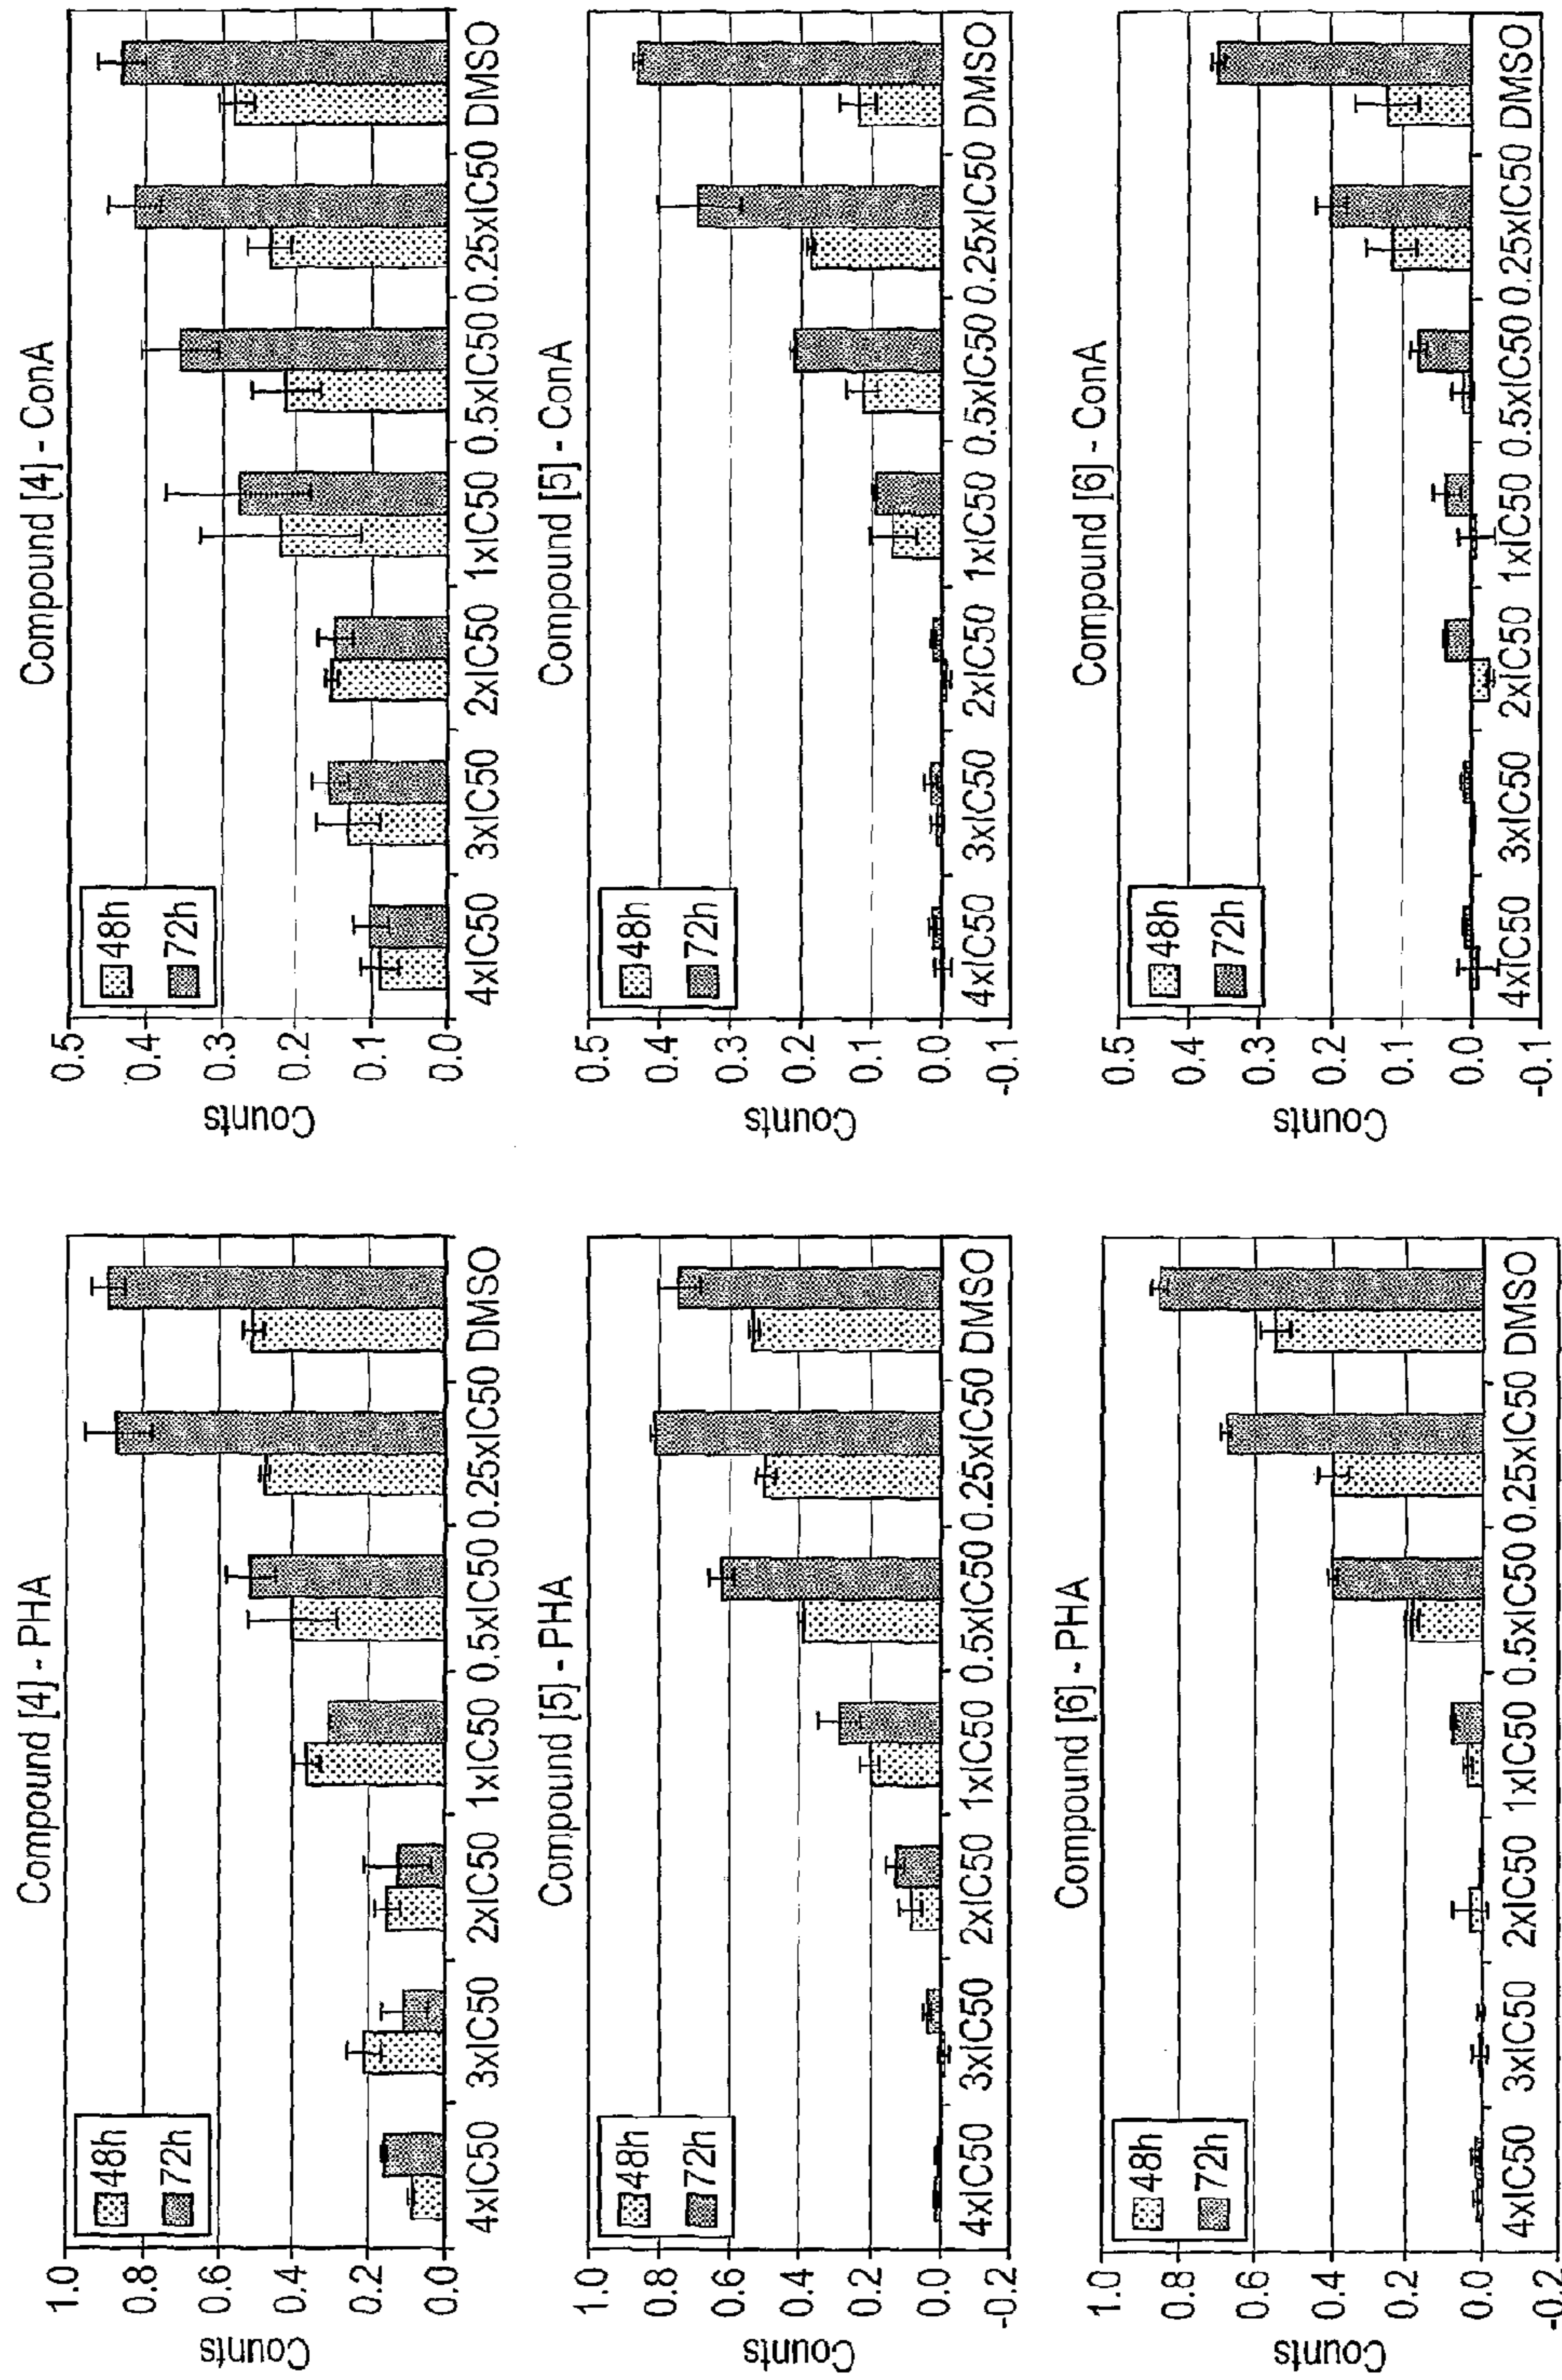 Compound [4] - PHA
Counts
1.0
0.8
0.6
0.4
0.2
0.0
48h
72h
4xIC50 3xIC50 2xIC50 1xIC50 0.5xIC50 0.25xIC50 DMSO
Compound [4] - ConA
Counts
0.5
0.4
0.3
0.2
0.1
0.0
48h
72h
4xIC50 3xIC50 2xIC50 1xIC50 0.5xIC50 0.25xIC50 DMSO
Compound [5] - PHA
Counts
1.0
0.8
0.6
0.4
0.2
0.0
-0.2
48h
72h
4xIC50 3xIC50 2xIC50 1xIC50 0.5xIC50 0.25xIC50 DMSO
Compound [5] - ConA
Counts
0.5
0.4
0.3
0.2
0.1
0.0
-0.1
48h
72h
4xIC50 3xIC50 2xIC50 1xIC50 0.5xIC50 0.25xIC50 DMSO
Compound [6] - PHA
Counts
1.0
0.8
0.6
0.4
0.2
0.0
-0.2
48h
72h
4xIC50 3xIC50 2xIC50 1xIC50 0.5xIC50 0.25xIC50 DMSO
Compound [6] - ConA
Counts
0.5
0.4
0.3
0.2
0.1
0.0
-0.1
48h
72h
4xIC50 3xIC50 2xIC50 1xIC50 0.5xIC50 0.25xIC50 DMSO